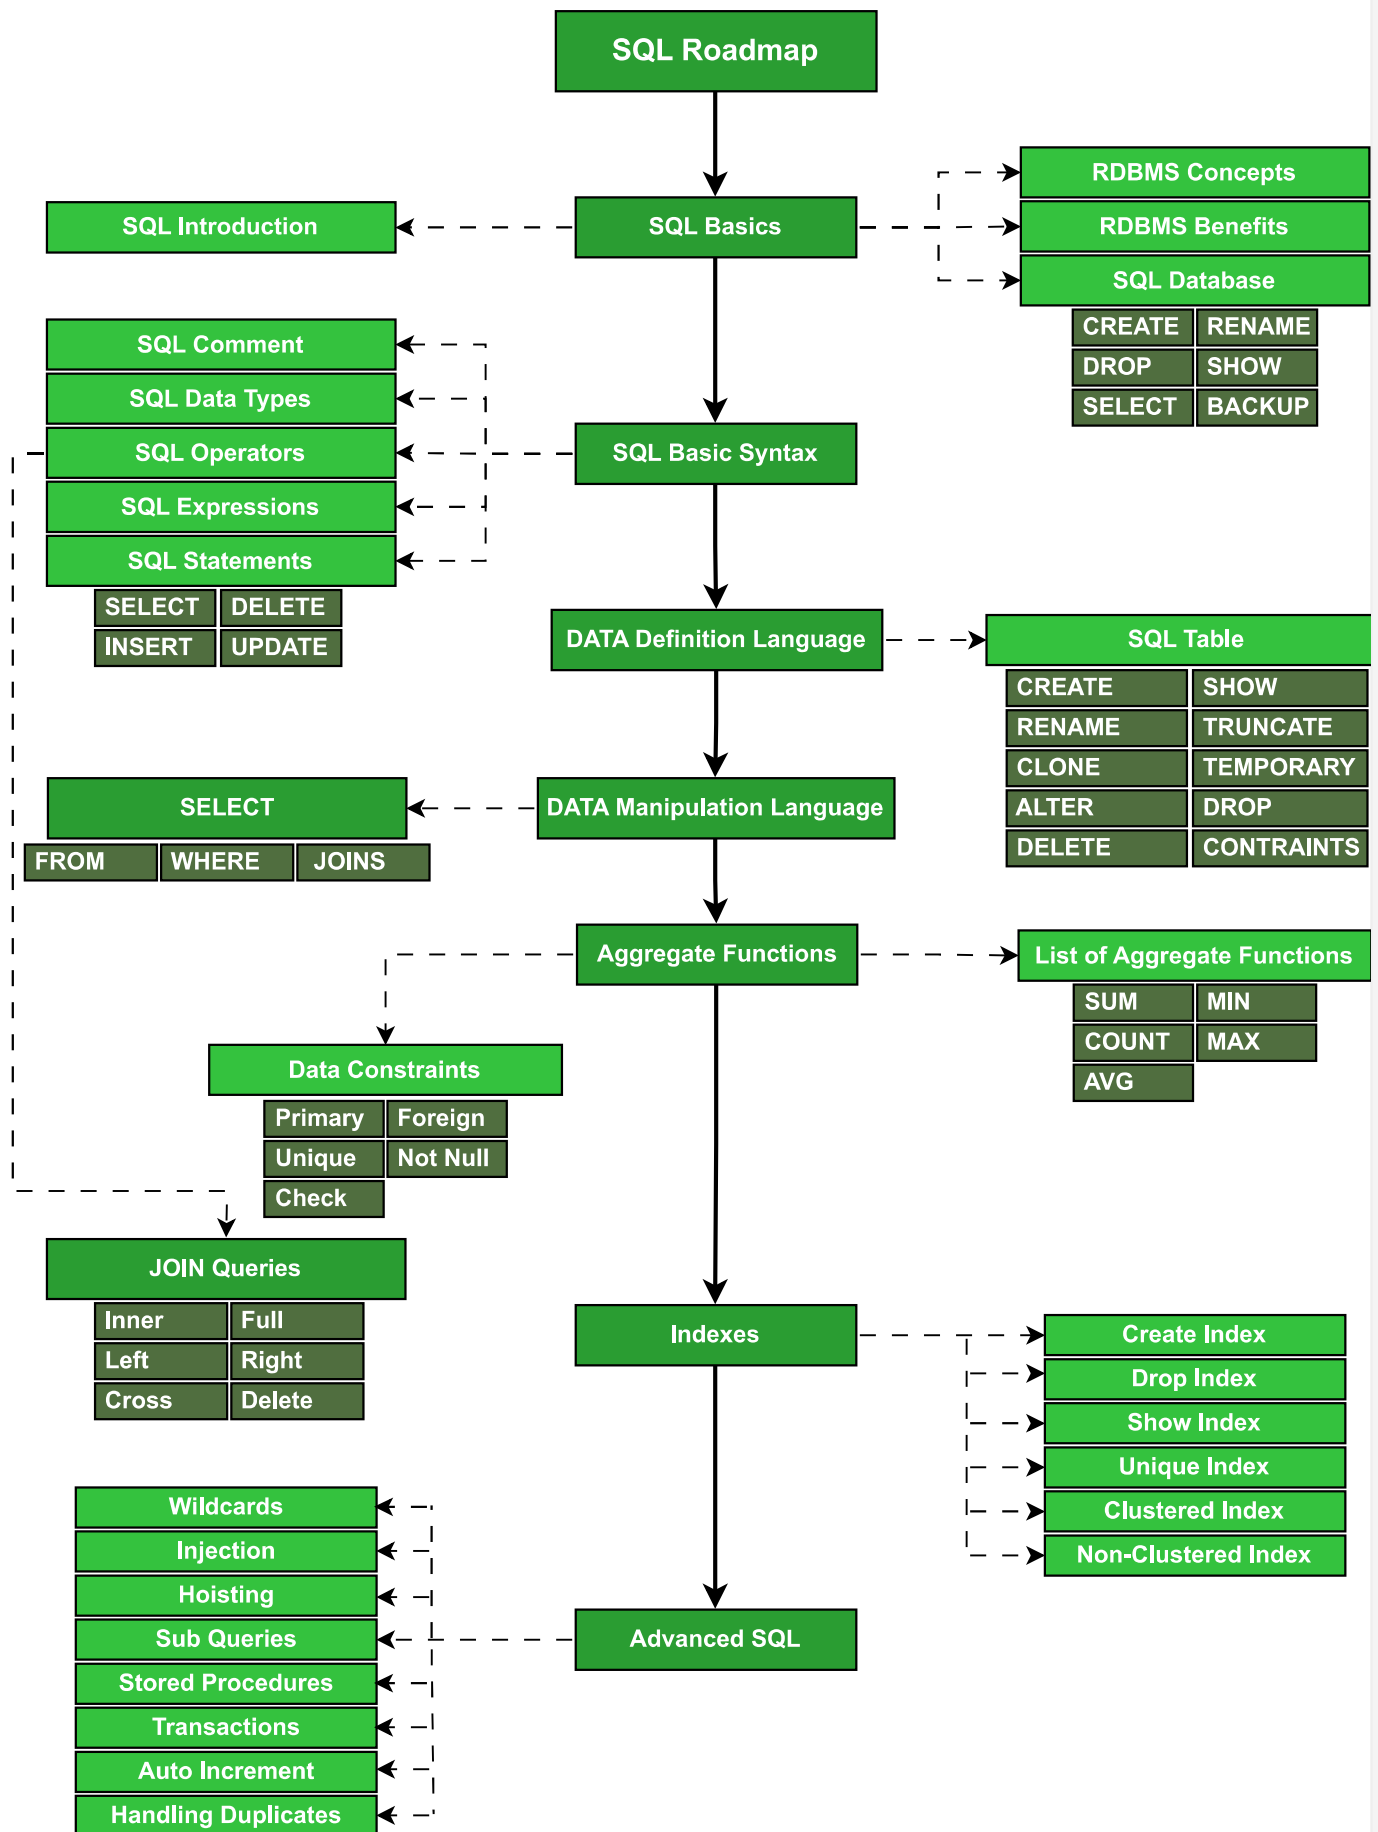 SQL Roadmap
SQL Introduction
SQL Basics
RDBMS Concepts
RDBMS Benefits
SQL Database
CREATE
RENAME
DROP
SHOW
SELECT
BACKUP
SQL Comment
SQL Data Types
SQL Operators
SQL Expressions
SQL Statements
SELECT
DELETE
INSERT
UPDATE
SQL Basic Syntax
DATA Definition Language
SQL Table
CREATE
SHOW
RENAME
TRUNCATE
CLONE
TEMPORARY
ALTER
DROP
DELETE
CONTRAINTS
SELECT
FROM
WHERE
JOINS
DATA Manipulation Language
Aggregate Functions
List of Aggregate Functions
SUM
MIN
COUNT
MAX
AVG
Data Constraints
Primary
Foreign
Unique
Not Null
Check
JOIN Queries
Inner
Full
Left
Right
Cross
Delete
Indexes
Create Index
Drop Index
Show Index
Unique Index
Clustered Index
Non-Clustered Index
Wildcards
Injection
Hoisting
Sub Queries
Stored Procedures
Transactions
Auto Increment
Handling Duplicates
Advanced SQL